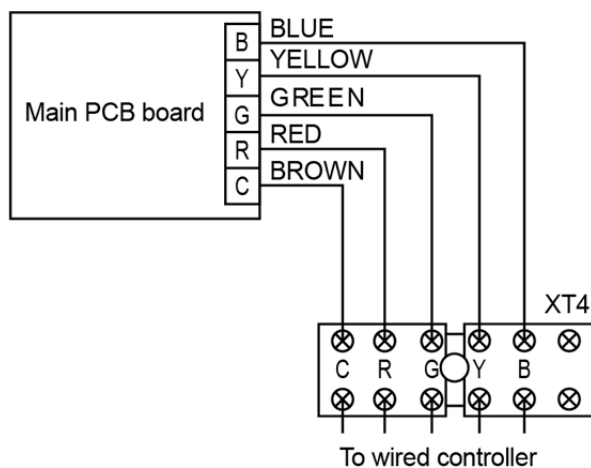 BLUE
B
YELLOW
Y
GREEN
Main PCB board
G
RED
R
BROWN
C
XT4
C R G Y B
To wired controller